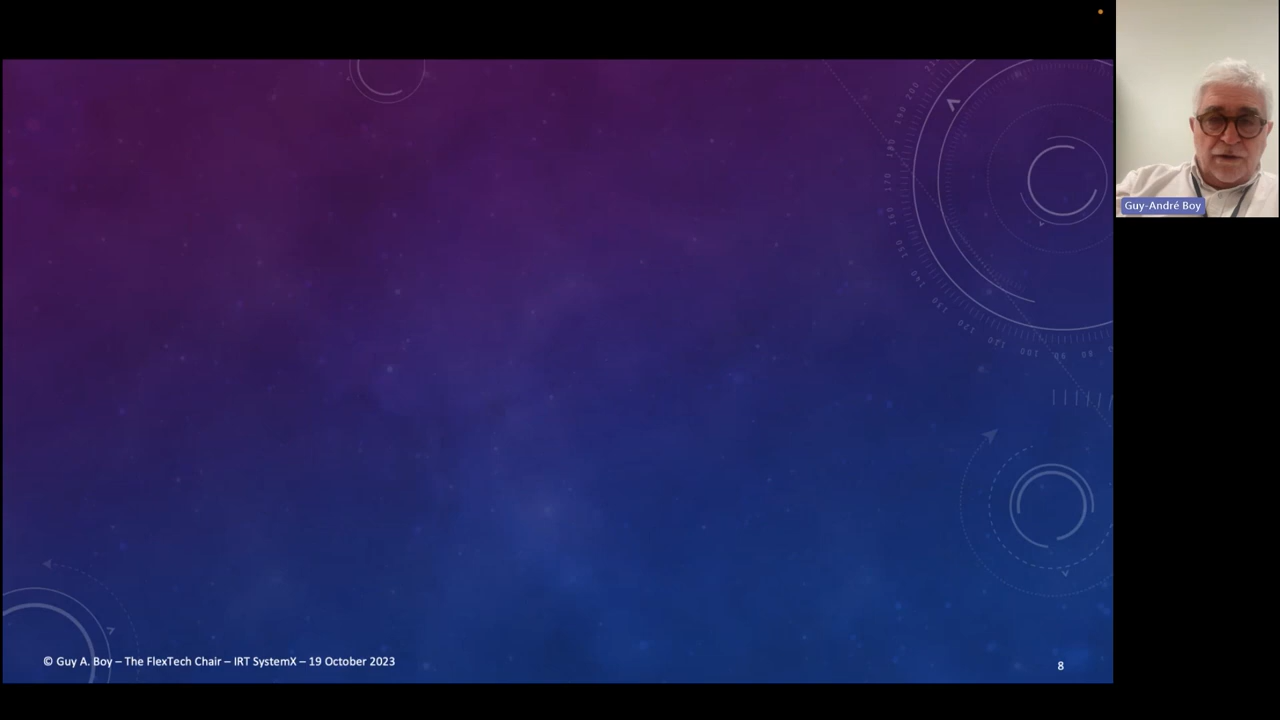 Guy-André Boy
© Guy A. Boy – The FlexTech Chair – IRT SystemX – 19 October 2023
8